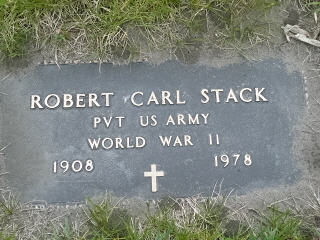 ROBERT CARL STACK
PVT US ARMY
WORLD WAR II
1908 1978